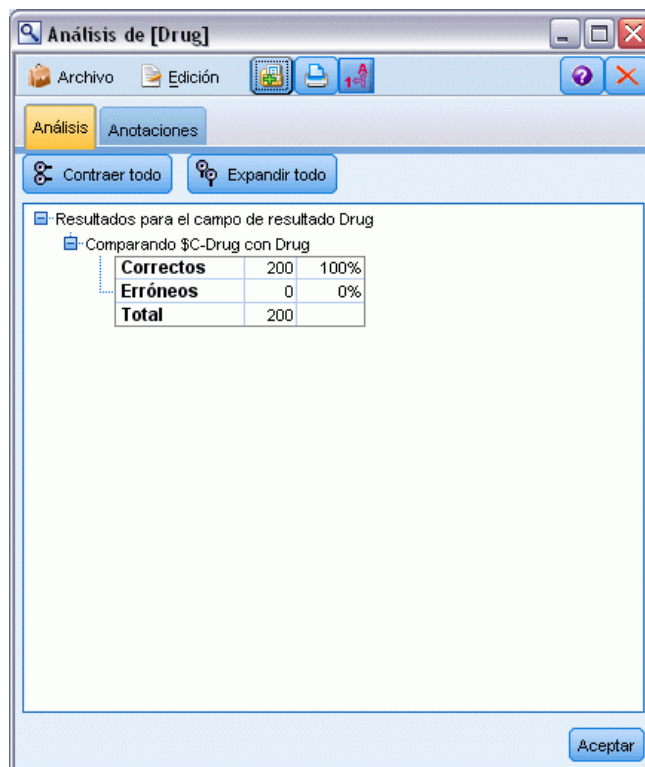 Análisis de [Drug]
Archivo Edición
Análisis Anotaciones
Contraer todo Expandir todo
Resultados para el campo de resultado Drug
Comparando $C-Drug con Drug
Correctos 200 100%
Erróneos 0 0%
Total 200
Aceptar